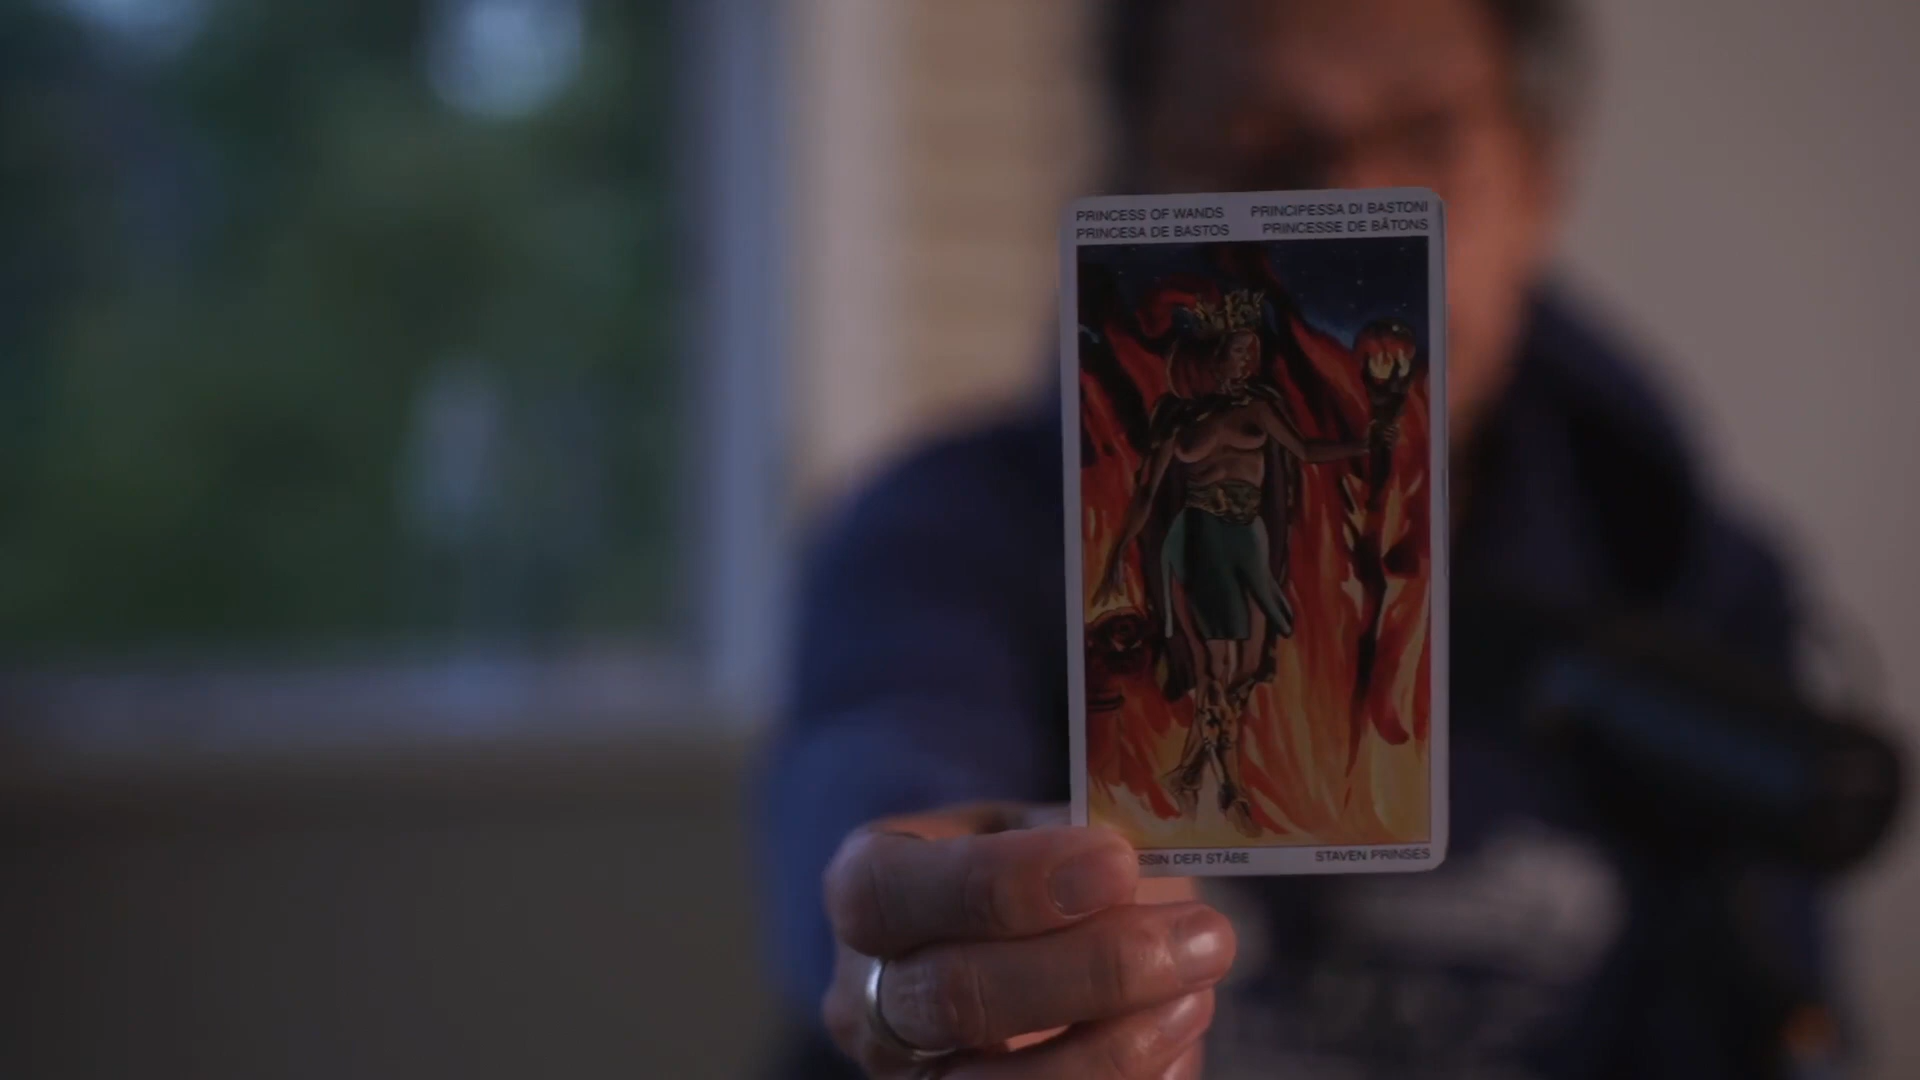 PRINCESS OF WANDS PRINCIPESSA DI BASTONI
PRINCESA DE BASTOS PRINCESSE DE BÂTONS
SSIN DER STÄBE STAVEN PRINSES